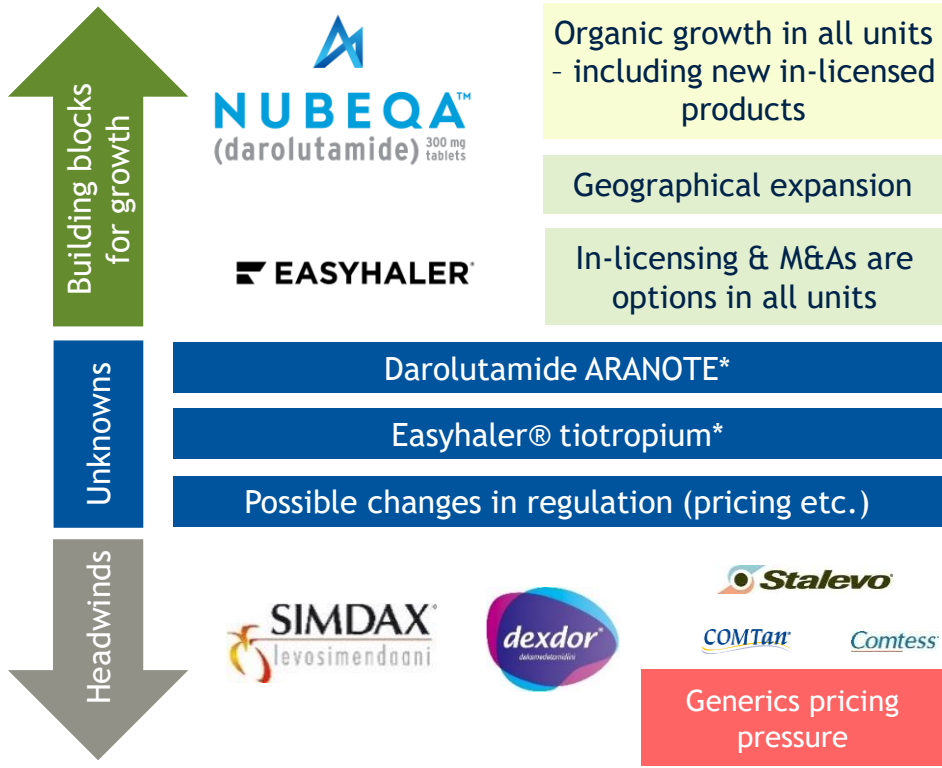 Building blocks
for growth
NUBEQA™
(darolutamide) 300 mg
tablets
EASYHALER®
Organic growth in all units
– including new in-licensed
products
Geographical expansion
In-licensing & M&As are
options in all units
Unknowns
Darolutamide ARANOTE*
Easyhaler® tiotropium*
Possible changes in regulation (pricing etc.)
Headwinds
SIMDAX®
levosimendaani
dexdor®
deksmedetomidiini
Stalevo®
COMTan®
Comtess®
Generics pricing
pressure